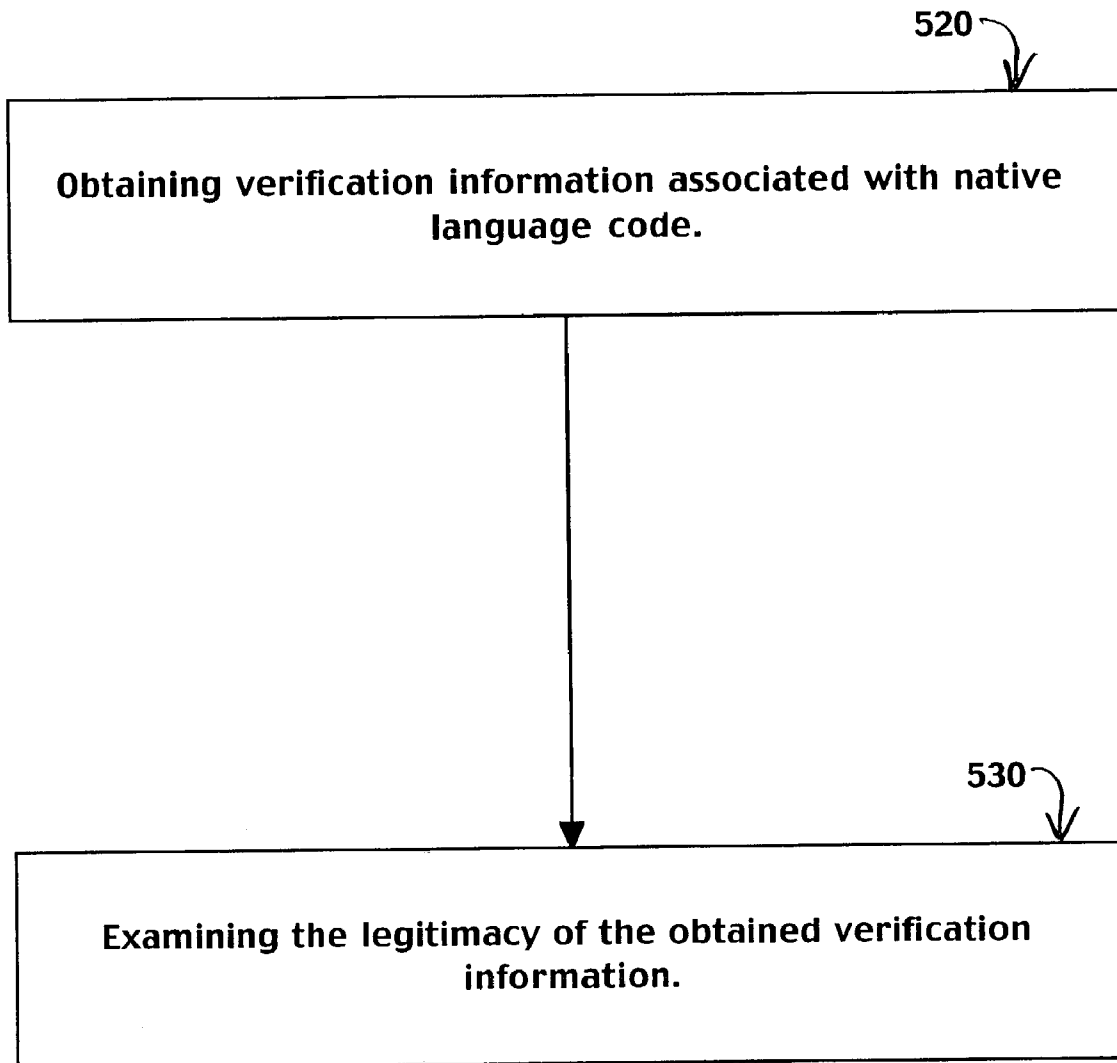 520
Obtaining verification information associated with native
language code.
530
Examining the legitimacy of the obtained verification
information.